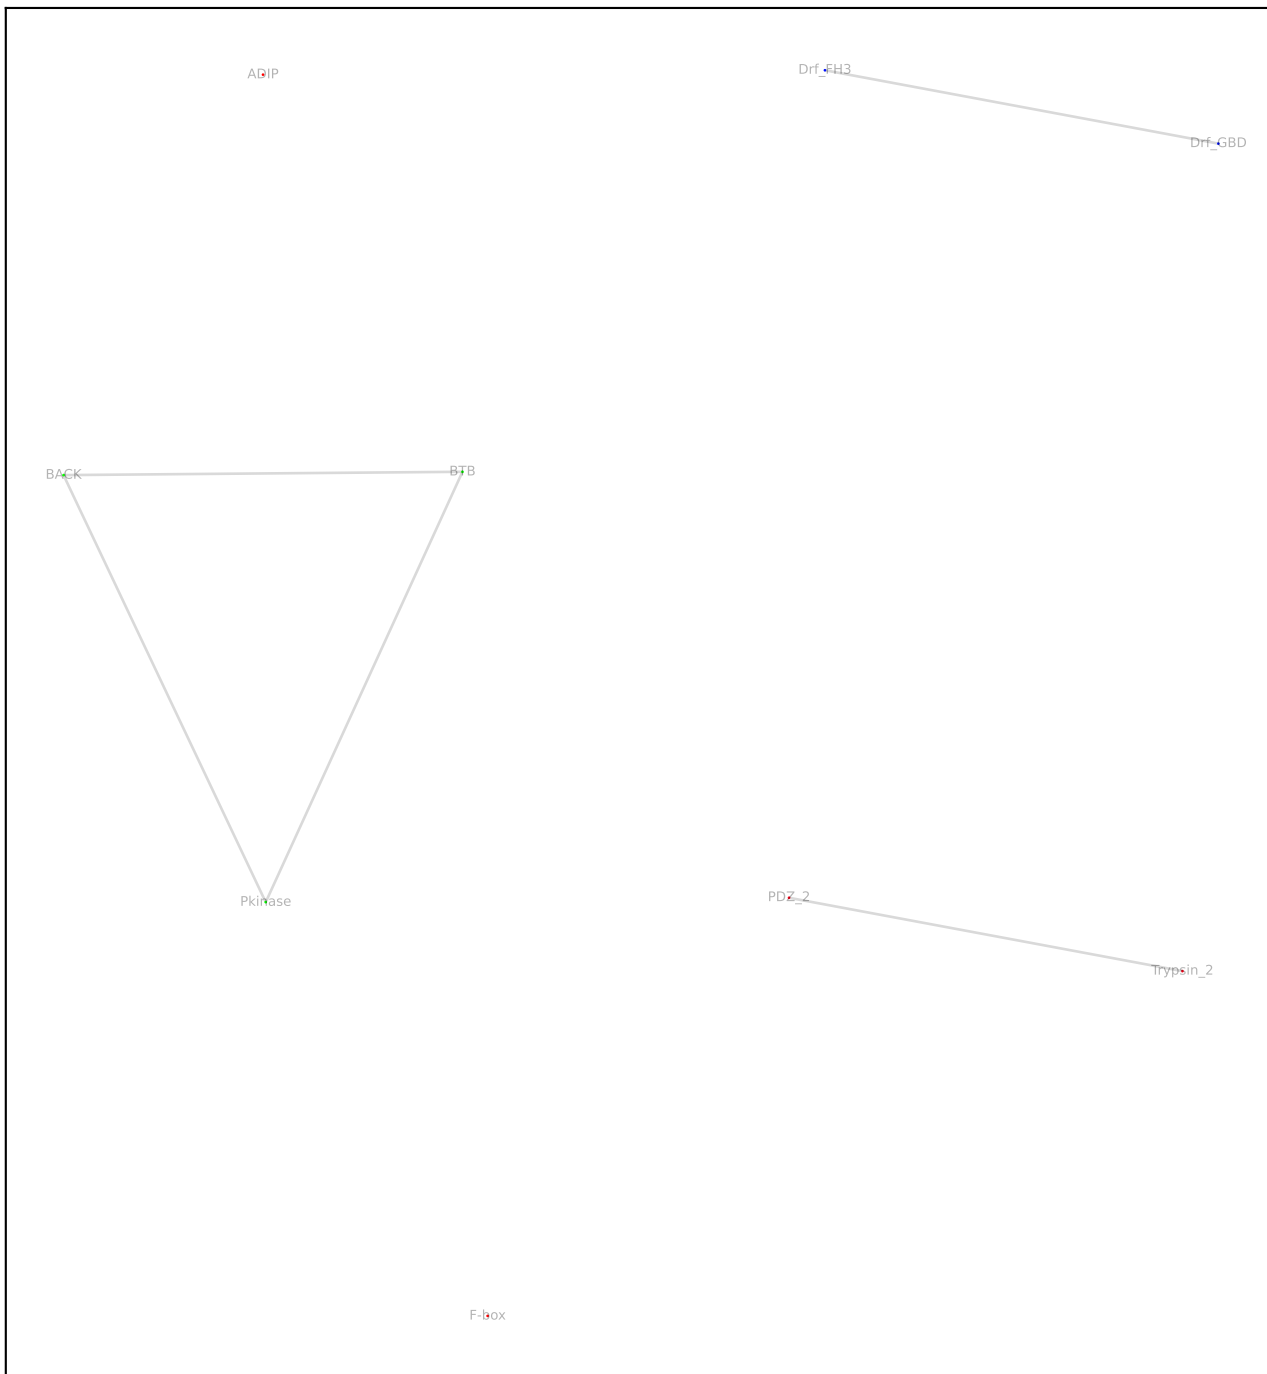 ADIP
Drf_FH3
Drf_GBD
BACK
BTB
Pkinase
PDZ_2
Trypsin_2
F-box